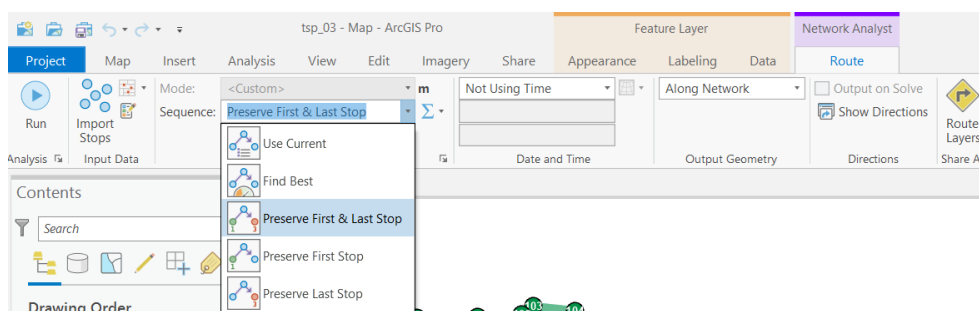 tsp_03 - Map - ArcGIS Pro
Feature Layer
Network Analyst
Project Map Insert Analysis View Edit Imagery Share Appearance Labeling Data Route
Mode: <Custom> m Not Using Time Along Network Output on Solve
Sequence: Preserve First & Last Stop Show Directions
Run Import Stops Route Layers
Analysis Input Data Date and Time Output Geometry Directions Share A
Use Current
Find Best
Preserve First & Last Stop
Preserve First Stop
Preserve Last Stop
Contents
Search
Drawing Order
103